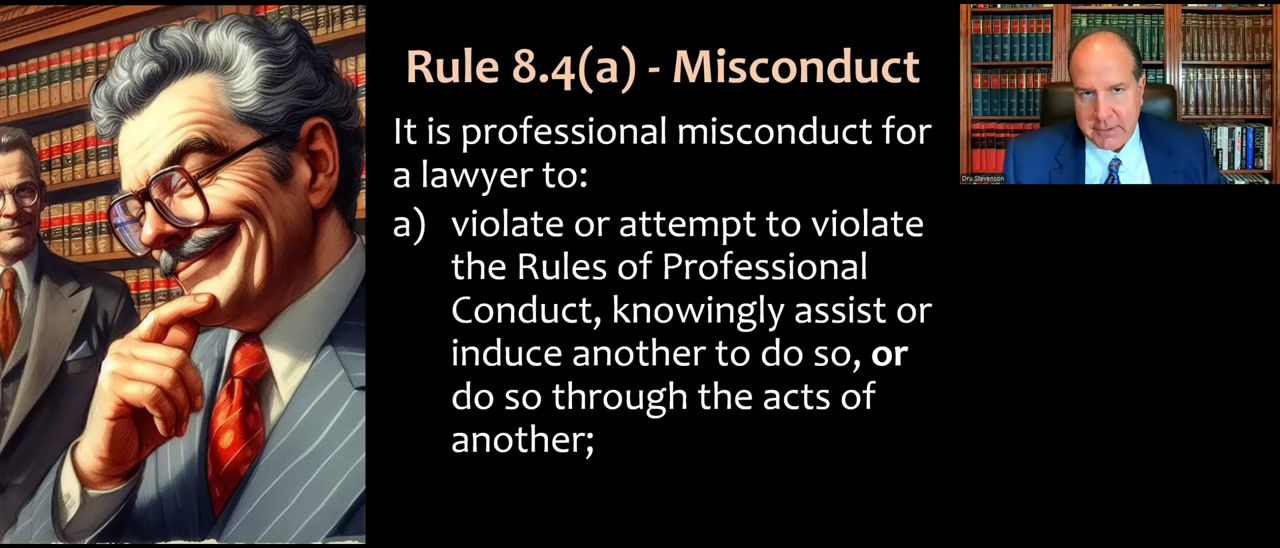 Rule 8.4(a) - Misconduct
It is professional misconduct for
a lawyer to:
a) violate or attempt to violate
the Rules of Professional
Conduct, knowingly assist or
induce another to do so, or
do so through the acts of
another;
Dru Stevenson